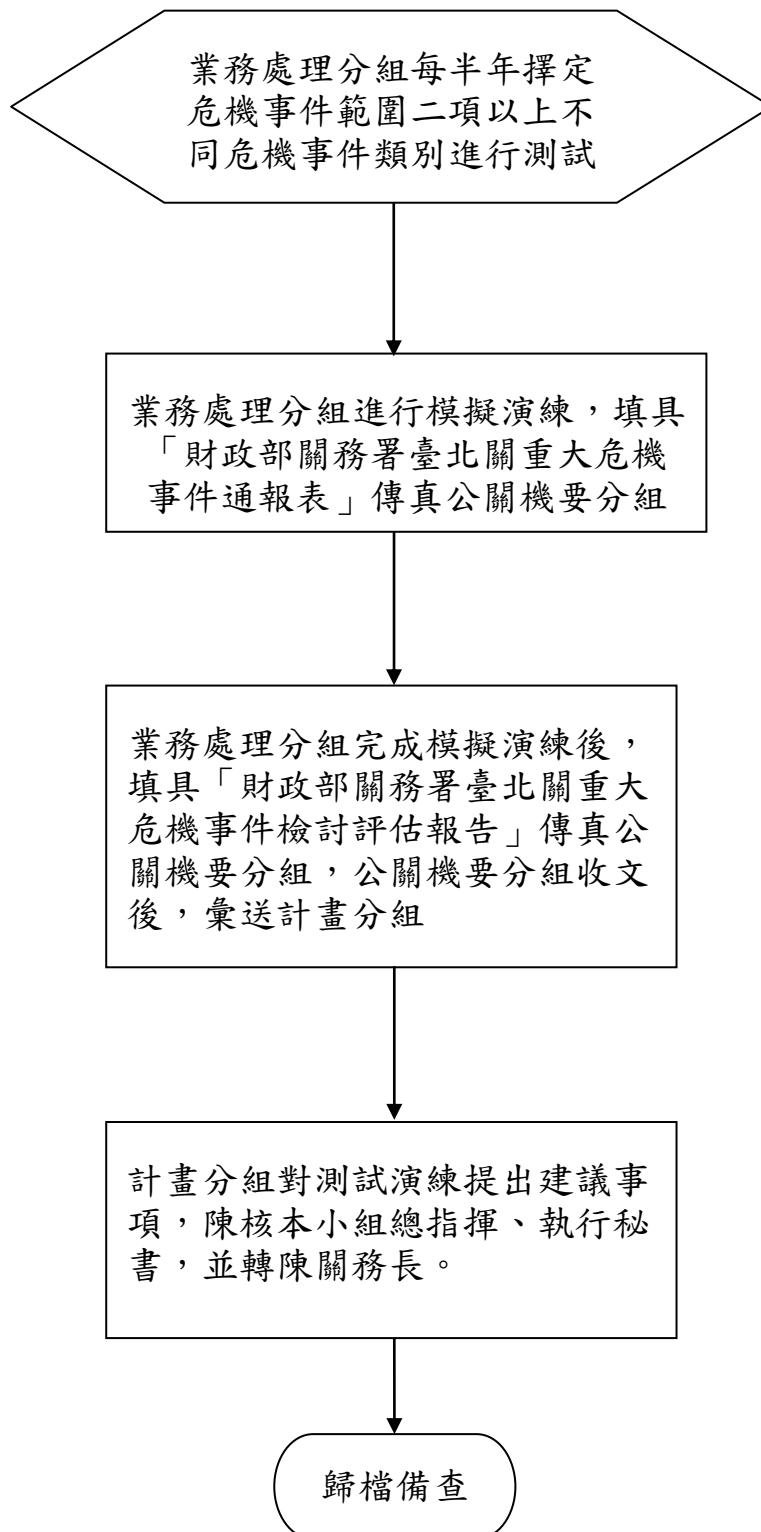 業務處理分組每半年擇定
危機事件範圍二項以上不
同危機事件類別進行測試
業務處理分組進行模擬演練，填具
「財政部關務署臺北關重大危機
事件通報表」傳真公關機要分組
業務處理分組完成模擬演練後，
填具「財政部關務署臺北關重大
危機事件檢討評估報告」傳真公
關機要分組，公關機要分組收文
後，彙送計畫分組
計畫分組對測試演練提出建議事
項，陳核本小組總指揮、執行秘
書，並轉陳關務長。
歸檔備查